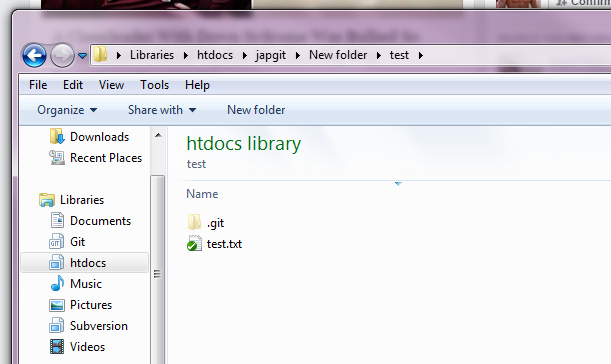 Libraries htdocs japgit New folder test
File Edit View Tools Help
Organize Share with New folder
Downloads
Recent Places
Libraries
Documents
Git
htdocs
Music
Pictures
Subversion
Videos
htdocs library
test
Name
.git
test.txt